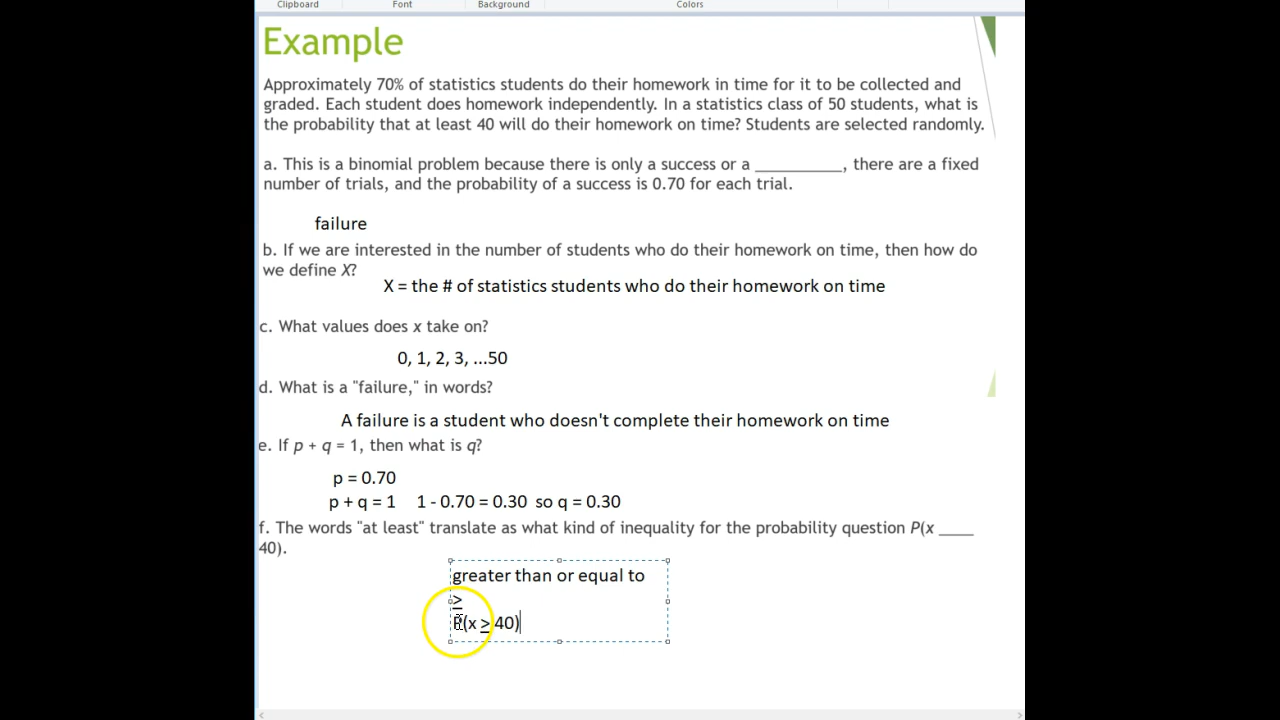 Clipboard Font Background Colors
Example
Approximately 70% of statistics students do their homework in time for it to be collected and
graded. Each student does homework independently. In a statistics class of 50 students, what is
the probability that at least 40 will do their homework on time? Students are selected randomly.
a. This is a binomial problem because there is only a success or a __________, there are a fixed
number of trials, and the probability of a success is 0.70 for each trial.
failure
b. If we are interested in the number of students who do their homework on time, then how do
we define X?
X = the # of statistics students who do their homework on time
c. What values does x take on?
0, 1, 2, 3, ...50
d. What is a "failure," in words?
A failure is a student who doesn't complete their homework on time
e. If p + q = 1, then what is q?
p = 0.70
p + q = 1 1 - 0.70 = 0.30 so q = 0.30
f. The words "at least" translate as what kind of inequality for the probability question P(x ____
40).
greater than or equal to
≥
P(x ≥ 40)